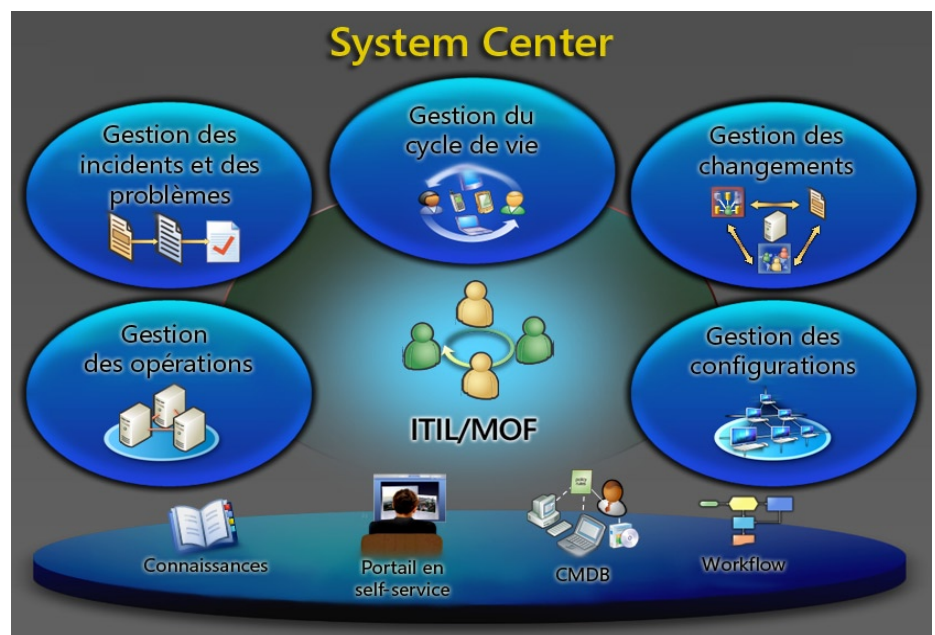 System Center
Gestion des
incidents et des
problèmes
Gestion du
cycle de vie
Gestion des
changements
Gestion
des opérations
ITIL/MOF
Gestion des
configurations
Connaissances
Portail en
self-service
CMDB
Workflow